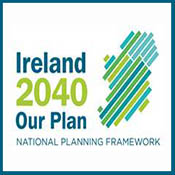 Ireland
2040
Our Plan
NATIONAL PLANNING FRAMEWORK